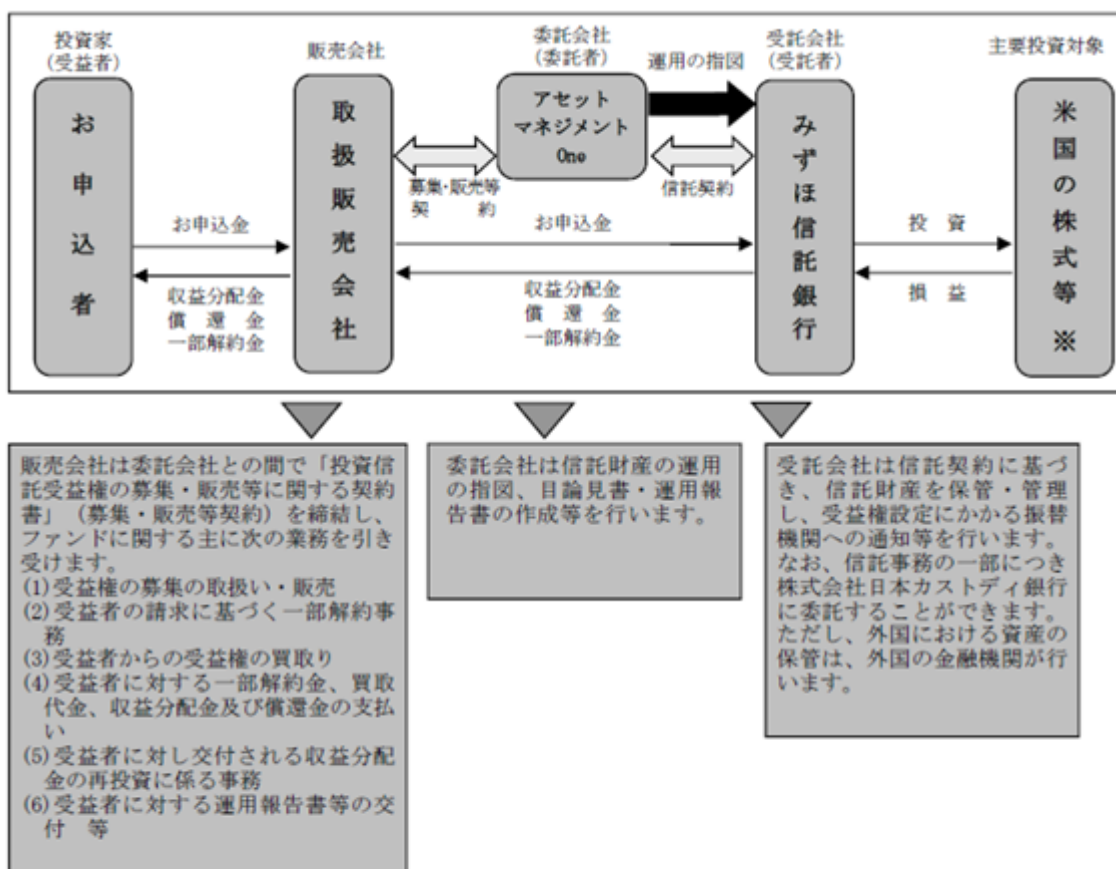 投資家
(受益者)
販売会社
委託会社
(委託者)
運用の指図
受託会社
(受託者)
主要投資対象
お申込者
取扱販売会社
アセット
マネジメント
One
みずほ信託銀行
米国の株式等 ※
募集・販売等
契 約
信託契約
お申込金
収益分配金
償 還 金
一部解約金
お申込金
収益分配金
償 還 金
一部解約金
投 資
損 益
販売会社は委託会社との間で「投資信
託受益権の募集・販売等に関する契約
書」（募集・販売等契約）を締結し、
ファンドに関する主に次の業務を引き
受けます。
(1)受益権の募集の取扱い・販売
(2)受益者の請求に基づく一部解約事
務
(3)受益者からの受益権の買取り
(4)受益者に対する一部解約金、買取
代金、収益分配金及び償還金の支払
い
(5)受益者に対し交付される収益分配
金の再投資に係る事務
(6)受益者に対する運用報告書等の交
付 等
委託会社は信託財産の運用
の指図、目論見書・運用報
告書の作成等を行います。
受託会社は信託契約に基づ
き、信託財産を保管・管理
し、受益権設定にかかる振替
機関への通知等を行います。
なお、信託事務の一部につき
株式会社日本カストディ銀行
に委託することができます。
ただし、外国における資産の
保管は、外国の金融機関が行
います。